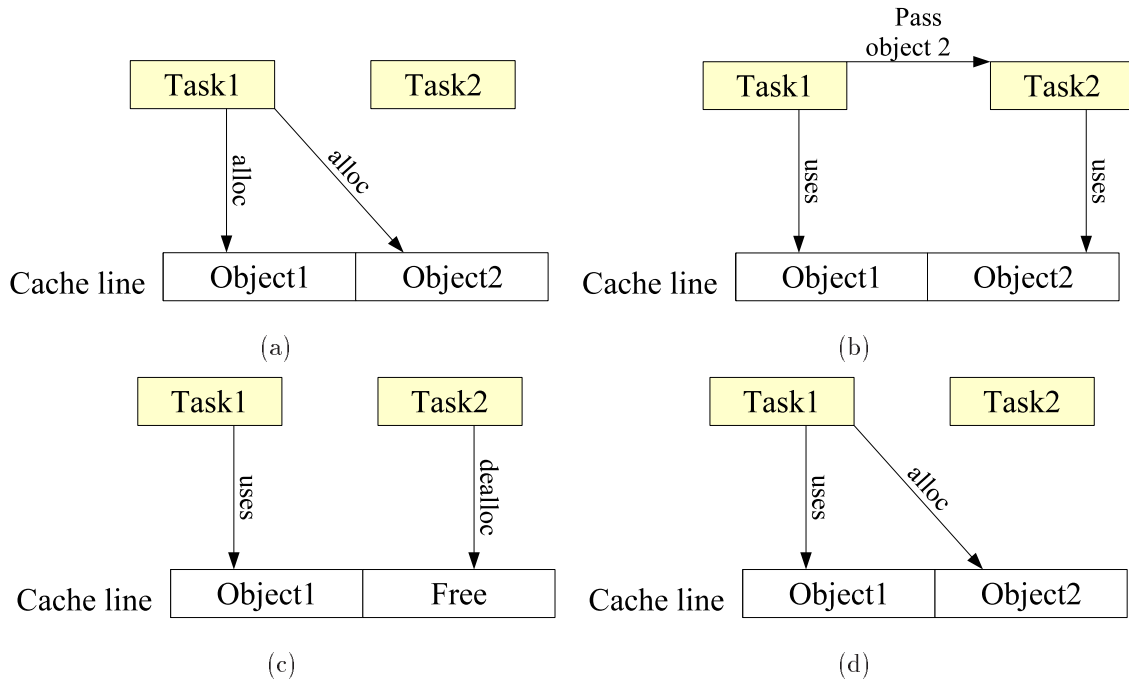 Task1
Task2
alloc
alloc
Cache line
Object1
Object2
(a)
Pass
object 2
Task1
Task2
uses
uses
Cache line
Object1
Object2
(b)
Task1
Task2
uses
dealloc
Cache line
Object1
Free
(c)
Task1
Task2
uses
alloc
Cache line
Object1
Object2
(d)